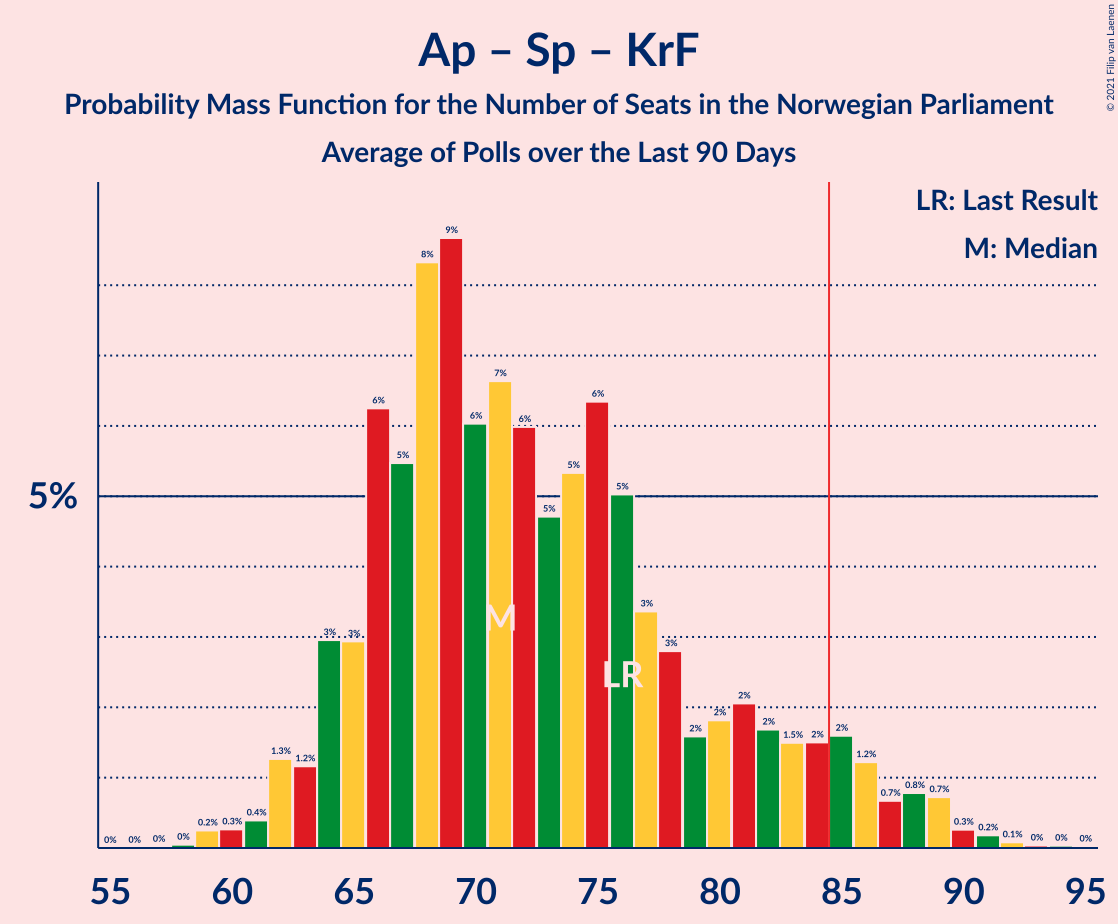 © 2021 Filip van Laenen
Ap – Sp – KrF
Probability Mass Function for the Number of Seats in the Norwegian Parliament
Average of Polls over the Last 90 Days
LR: Last Result
M: Median
5%
0% 0% 0% 0% 0.2% 0.3% 0.4% 1.3% 1.2% 3% 3% 6% 5% 8% 9% 6% 7% 6% 5% 5% 6% 5% 3% 3% 2% 2% 2% 2% 1.5% 2% 2% 1.2% 0.7% 0.8% 0.7% 0.3% 0.2% 0.1% 0% 0% 0%
M
LR
55 60 65 70 75 80 85 90 95